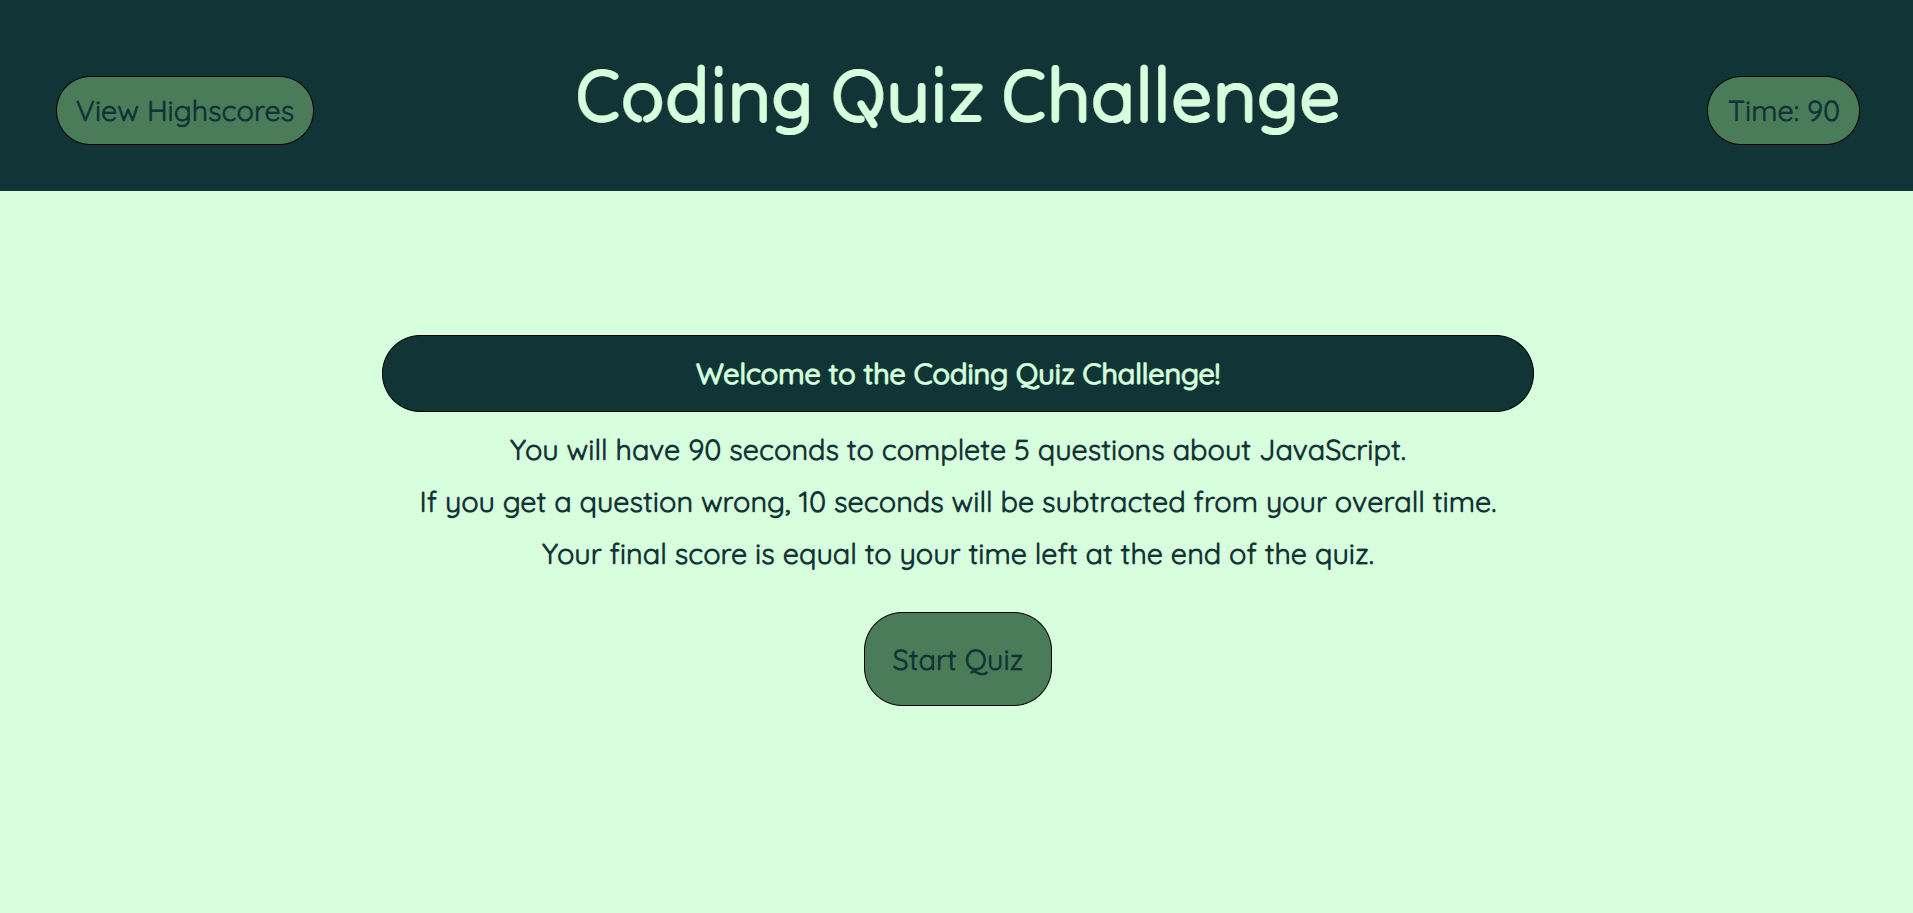 View Highscores
Coding Quiz Challenge
Time: 90
Welcome to the Coding Quiz Challenge!
You will have 90 seconds to complete 5 questions about JavaScript.
If you get a question wrong, 10 seconds will be subtracted from your overall time.
Your final score is equal to your time left at the end of the quiz.
Start Quiz